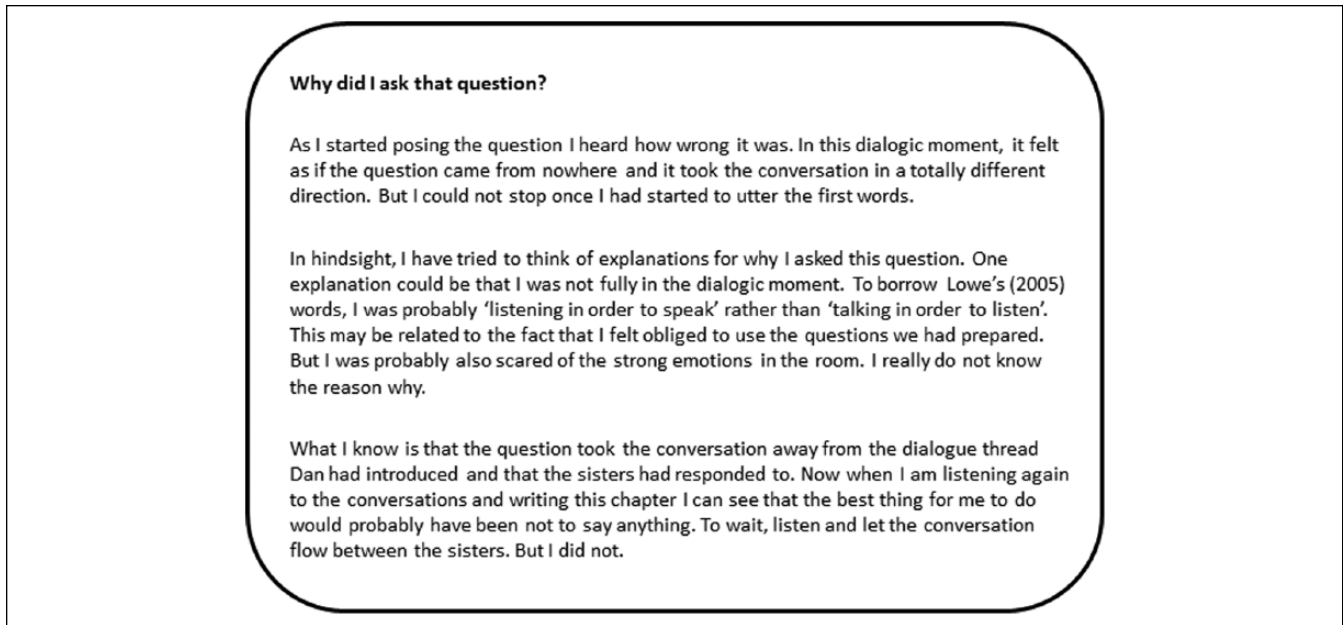 Why did I ask that question?
As I started posing the question I heard how wrong it was. In this dialogic moment, it felt
as if the question came from nowhere and it took the conversation in a totally different
direction. But I could not stop once I had started to utter the first words.
In hindsight, I have tried to think of explanations for why I asked this question. One
explanation could be that I was not fully in the dialogic moment. To borrow Lowe’s (2005)
words, I was probably ‘listening in order to speak’ rather than ‘talking in order to listen’.
This may be related to the fact that I felt obliged to use the questions we had prepared.
But I was probably also scared of the strong emotions in the room. I really do not know
the reason why.
What I know is that the question took the conversation away from the dialogue thread
Dan had introduced and that the sisters had responded to. Now when I am listening again
to the conversations and writing this chapter I can see that the best thing for me to do
would probably have been not to say anything. To wait, listen and let the conversation
flow between the sisters. But I did not.